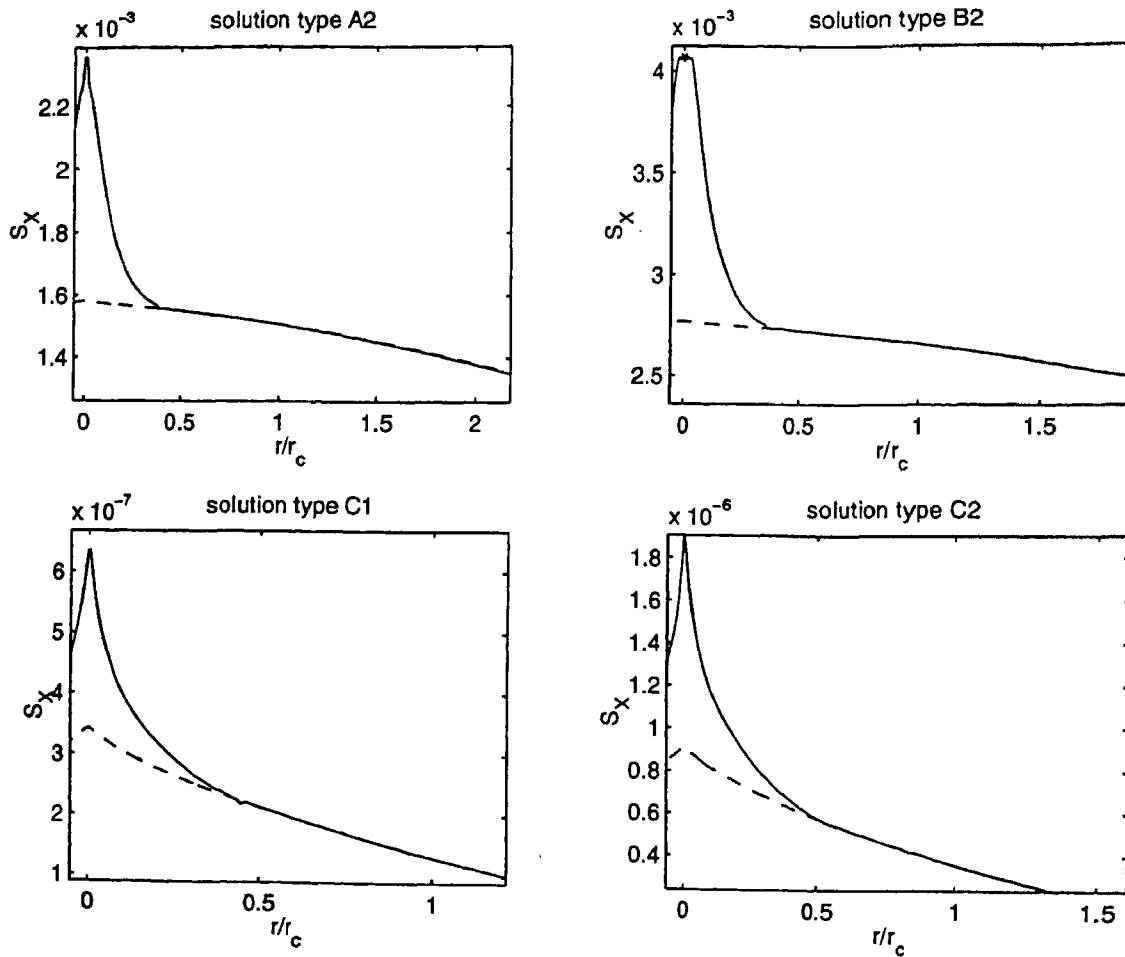 x 10⁻³ solution type A2
2.2
2
1.8
1.6
1.4
S_X
0 0.5 1 1.5 2
r/r_c
x 10⁻³ solution type B2
4
3.5
3
2.5
S_X
0 0.5 1 1.5
r/r_c
x 10⁻⁷ solution type C1
6
5
4
3
2
1
S_X
0 0.5 1
r/r_c
x 10⁻⁶ solution type C2
1.8
1.6
1.4
1.2
1
0.8
0.6
0.4
S_X
0 0.5 1 1.5
r/r_c